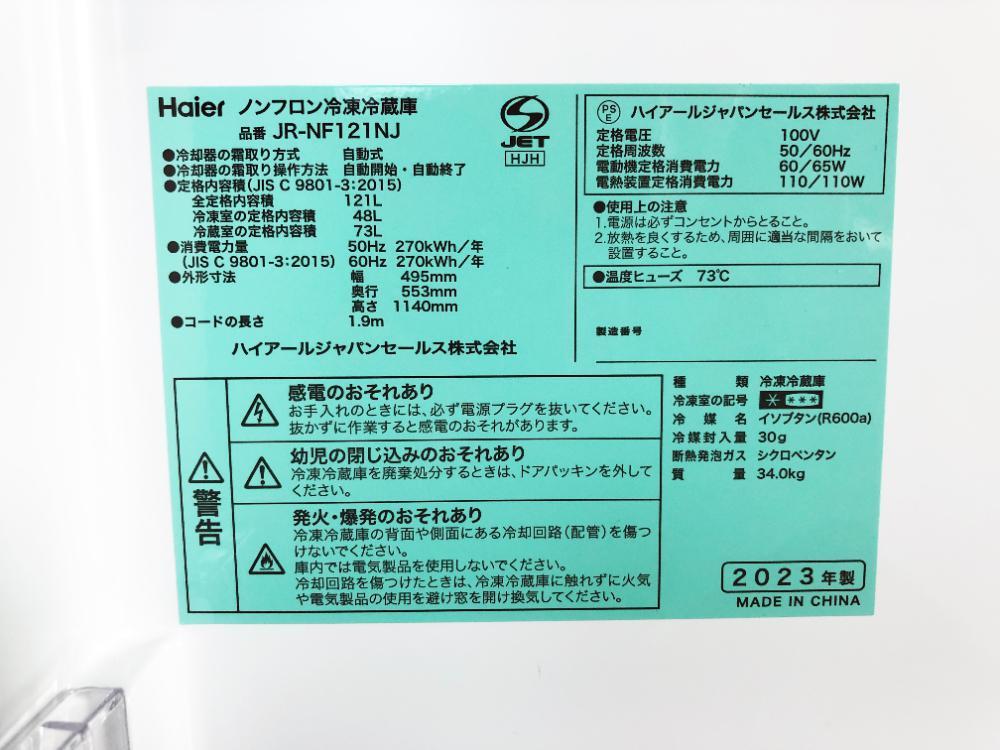 Haier ノンフロン冷凍冷蔵庫
品番 JR-NF121NJ
JET
HJH
●冷却器の霜取り方式 自動式
●冷却器の霜取り操作方法 自動開始・自動終了
●定格内容積(JIS C 9801-3:2015)
全定格内容積 121L
冷凍室の定格内容積 48L
冷蔵室の定格内容積 73L
●消費電力量 50Hz 270kWh/年
(JIS C 9801-3:2015) 60Hz 270kWh/年
●外形寸法 幅 495mm
奥行 553mm
高さ 1140mm
●コードの長さ 1.9m
ハイアールジャパンセールス株式会社
PSE ハイアールジャパンセールス株式会社
定格電圧 100V
定格周波数 50/60Hz
電動機定格消費電力 60/65W
電熱装置定格消費電力 110/110W
●使用上の注意
1.電源は必ずコンセントからとること。
2.放熱を良くするため、周囲に適当な間隔をおいて
設置すること。
●温度ヒューズ 73℃
製造番号
警告
感電のおそれあり
お手入れのときには、必ず電源プラグを抜いてください。
抜かずに作業すると感電のおそれがあります。
幼児の閉じ込みのおそれあり
冷凍冷蔵庫を廃棄処分するときは、ドアパッキンを外して
ください。
発火・爆発のおそれあり
冷凍冷蔵庫の背面や側面にある冷却回路(配管)を傷つ
けないでください。
庫内では電気製品を使用しないでください。
冷却回路を傷つけたときは、冷凍冷蔵庫に触れずに火気
や電気製品の使用を避け窓を開け換気してください。
種類 冷凍冷蔵庫
冷凍室の記号 * ***
冷媒名 イソブタン(R600a)
冷媒封入量 30g
断熱発泡ガス シクロペンタン
質量 34.0kg
2023年製
MADE IN CHINA